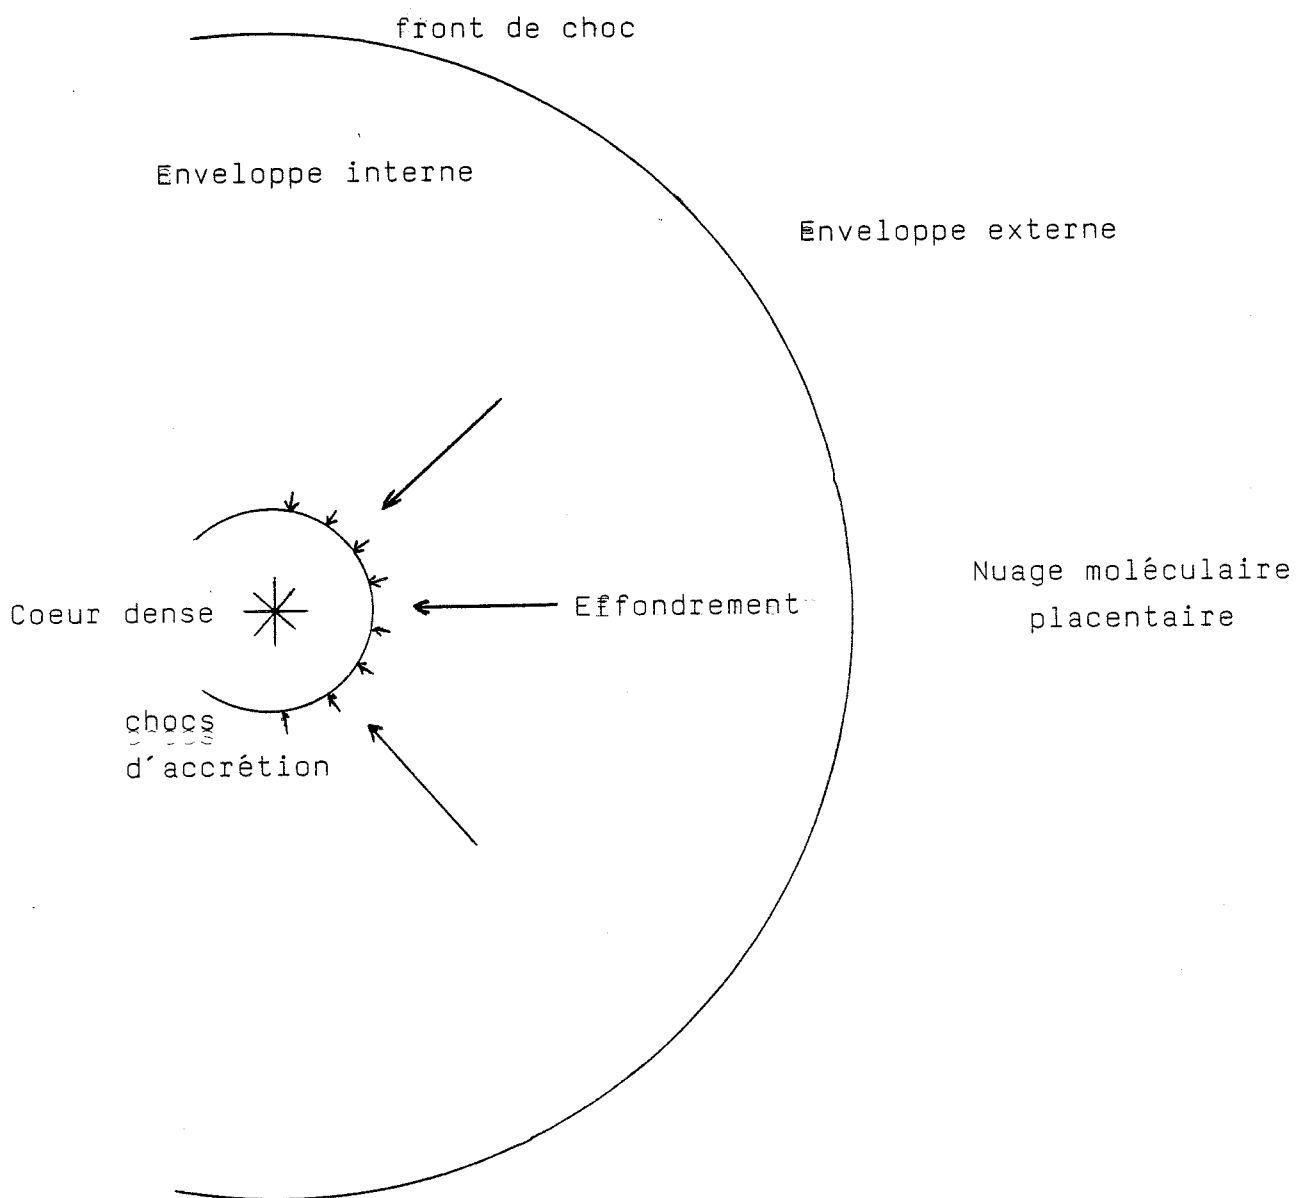 front de choc
Enveloppe interne
Enveloppe externe
Nuage moléculaire
placentaire
Effondrement
Coeur dense
chocs
d´accrétion